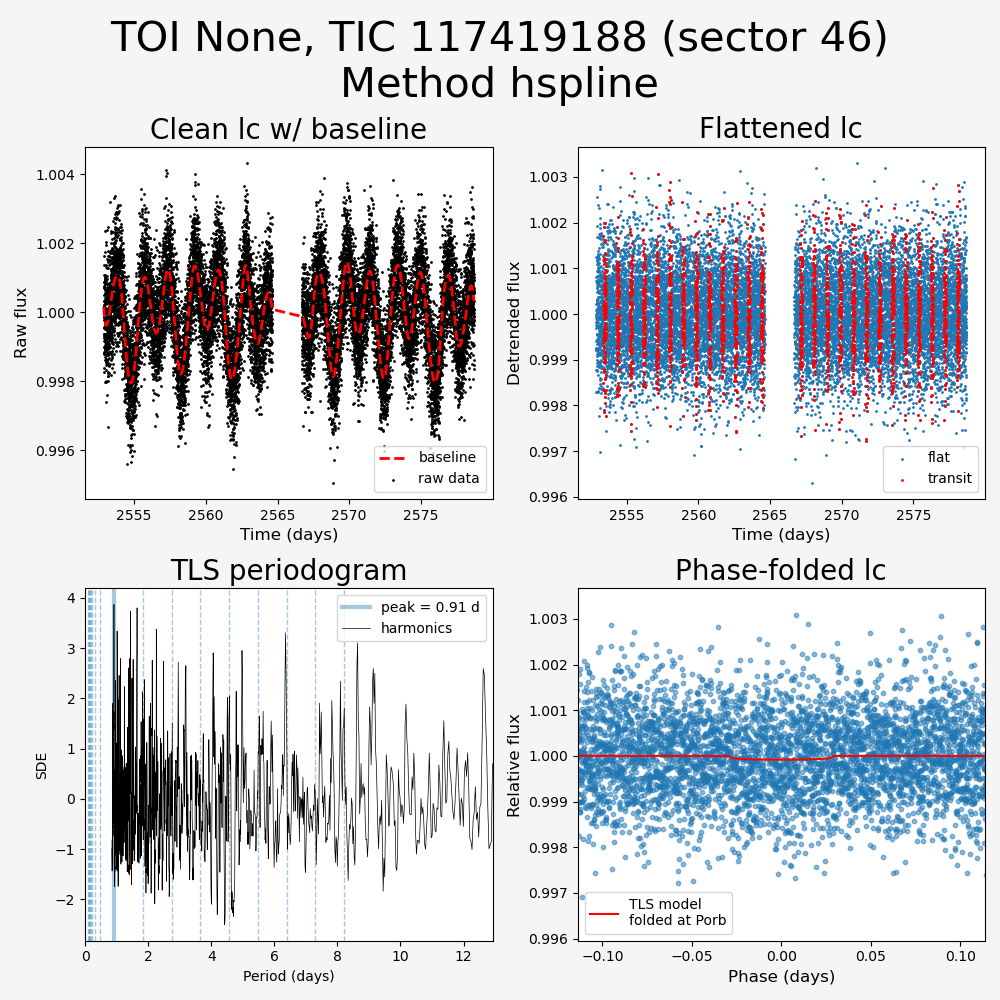 TOI None, TIC 117419188 (sector 46)
Method hspline
Clean lc w/ baseline
1.004
1.002
1.000
0.998
0.996
Raw flux
2555
2560
2565
2570
2575
Time (days)
baseline
raw data
Flattened lc
1.003
1.002
1.001
1.000
0.999
0.998
0.997
0.996
Detrended flux
2555
2560
2565
2570
2575
Time (days)
flat
transit
TLS periodogram
4
3
2
1
0
−1
−2
SDE
0
2
4
6
8
10
12
Period (days)
peak = 0.91 d
harmonics
Phase-folded lc
1.003
1.002
1.001
1.000
0.999
0.998
0.997
0.996
Relative flux
−0.10
−0.05
0.00
0.05
0.10
Phase (days)
TLS model
folded at Porb